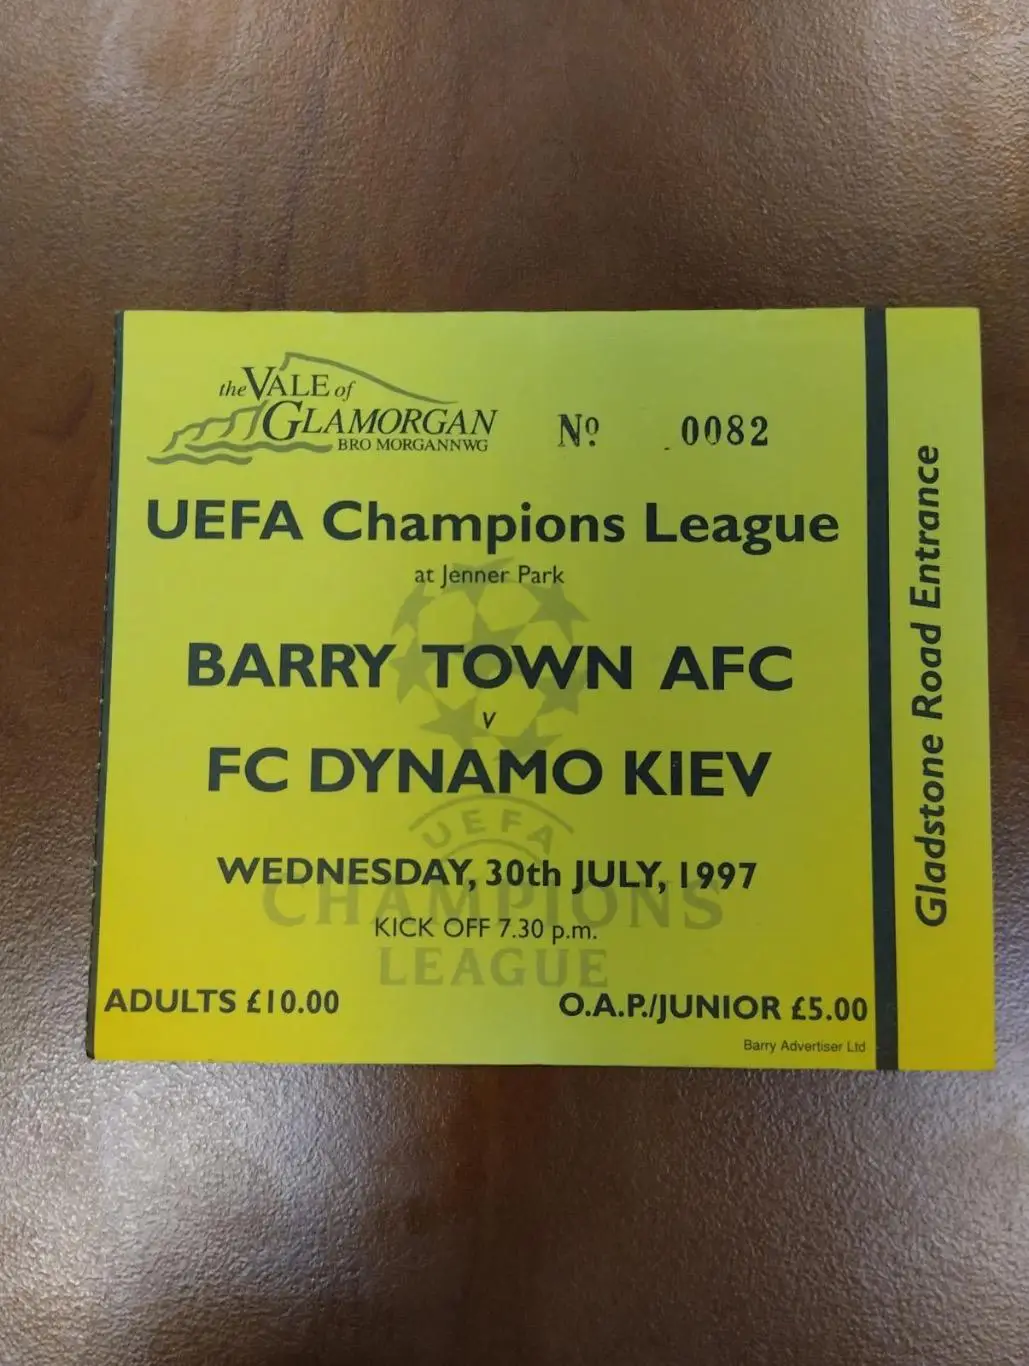 the VALE of
GLAMORGAN
BRO MORGANNWG
Nº 0082
UEFA Champions League
at Jenner Park
BARRY TOWN AFC
v
FC DYNAMO KIEV
UEFA
WEDNESDAY, 30th JULY, 1997
CHAMPIONS
KICK OFF 7.30 p.m.
LEAGUE
ADULTS £10.00
O.A.P./JUNIOR £5.00
Barry Advertiser Ltd
Gladstone Road Entrance